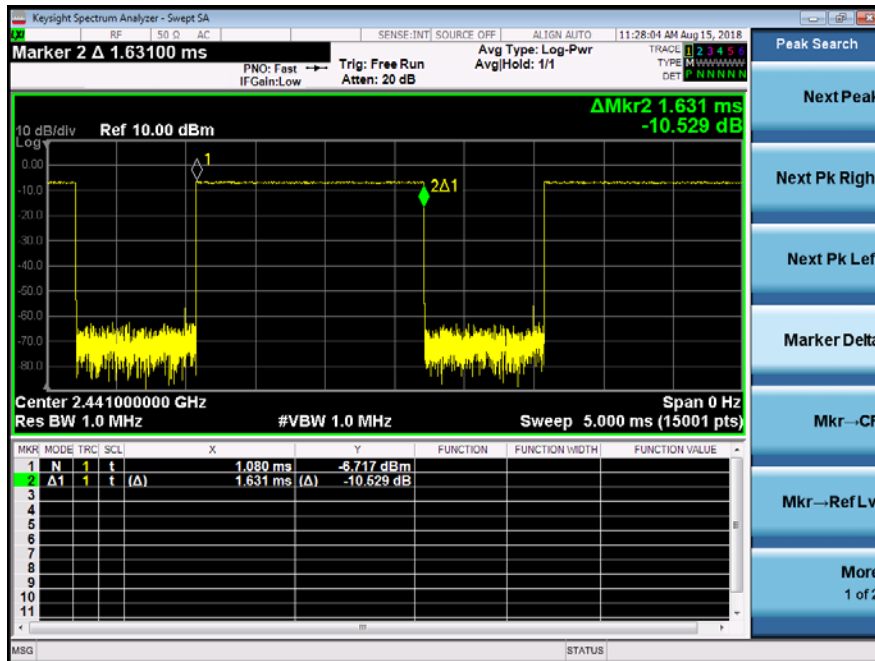 Keysight Spectrum Analyzer - Swept SA
LXI RF 50 Ω AC SENSE:INT SOURCE OFF ALIGN AUTO 11:28:04 AM Aug 15, 2018
Marker 2 Δ 1.63100 ms
PNO: Fast
IFGain:Low
Trig: Free Run
Atten: 20 dB
Avg Type: Log-Pwr
Avg|Hold: 1/1
TRACE 1 2 3 4 5 6
TYPE M WWWWW
DET P N N N N N
ΔMkr2 1.631 ms
-10.529 dB
10 dB/div Ref 10.00 dBm
Log
0.00
-10.0
-20.0
-30.0
-40.0
-50.0
-60.0
-70.0
-80.0
1
2Δ1
Center 2.441000000 GHz Span 0 Hz
Res BW 1.0 MHz #VBW 1.0 MHz Sweep 5.000 ms (15001 pts)
MKR MODE TRC SCL X Y FUNCTION FUNCTION WIDTH FUNCTION VALUE
1 N 1 t 1.080 ms -6.717 dBm
2 Δ1 1 t (Δ) 1.631 ms (Δ) -10.529 dB
3
4
5
6
7
8
9
10
11
MSG STATUS
Peak Search
Next Peak
Next Pk Righ
Next Pk Lef
Marker Delta
Mkr→CF
Mkr→Ref Lv
More
1 of 2